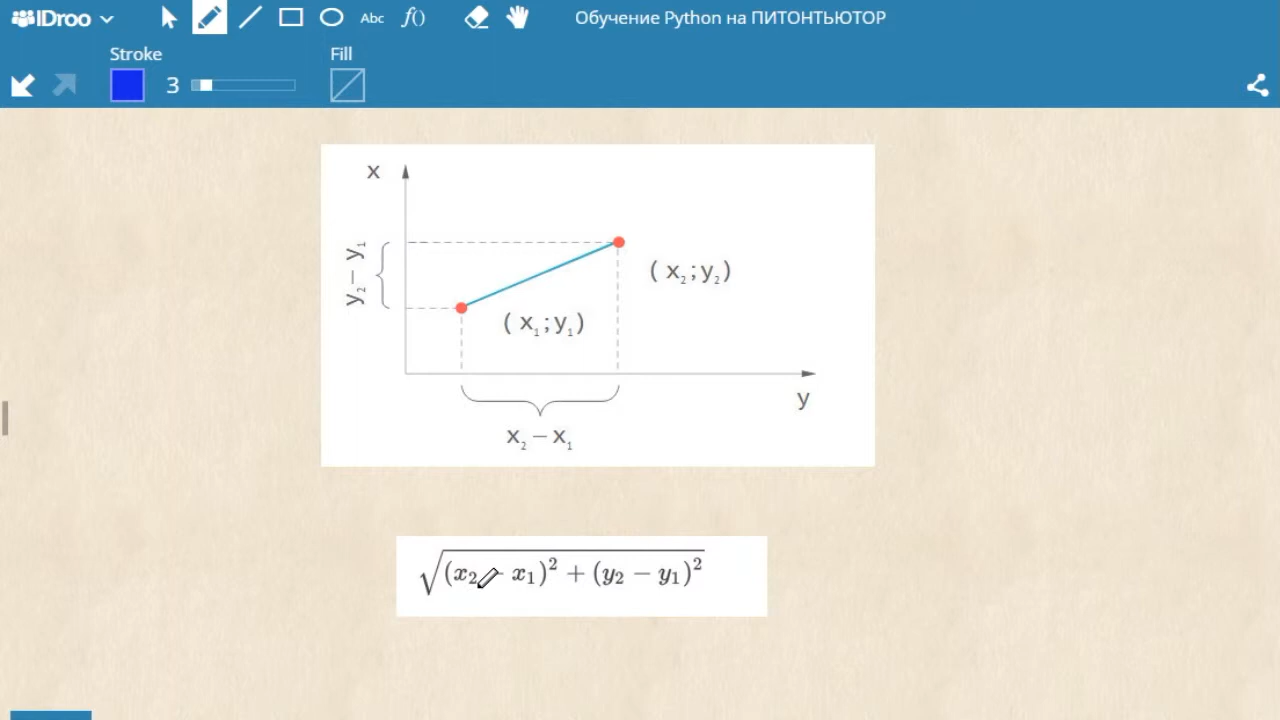 IDroo
Abc
f()
Обучение Python на ПИТОНТЬЮТОР
Stroke
Fill
3
x
y₂ − y₁
( x₂ ; y₂ )
( x₁ ; y₁ )
y
x₂ − x₁
√(x₂ − x₁)² + (y₂ − y₁)²